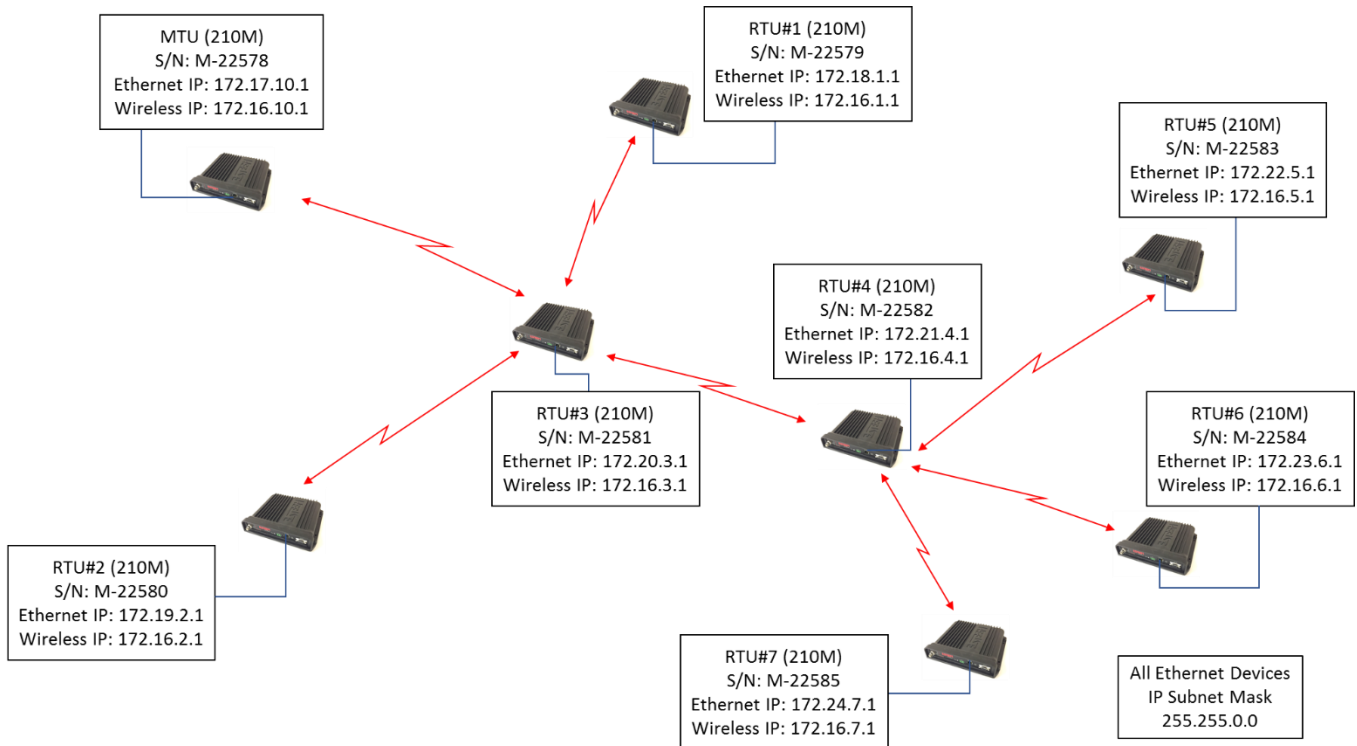 MTU (210M)
S/N: M-22578
Ethernet IP: 172.17.10.1
Wireless IP: 172.16.10.1
RTU#1 (210M)
S/N: M-22579
Ethernet IP: 172.18.1.1
Wireless IP: 172.16.1.1
RTU#5 (210M)
S/N: M-22583
Ethernet IP: 172.22.5.1
Wireless IP: 172.16.5.1
RTU#4 (210M)
S/N: M-22582
Ethernet IP: 172.21.4.1
Wireless IP: 172.16.4.1
RTU#3 (210M)
S/N: M-22581
Ethernet IP: 172.20.3.1
Wireless IP: 172.16.3.1
RTU#6 (210M)
S/N: M-22584
Ethernet IP: 172.23.6.1
Wireless IP: 172.16.6.1
RTU#2 (210M)
S/N: M-22580
Ethernet IP: 172.19.2.1
Wireless IP: 172.16.2.1
RTU#7 (210M)
S/N: M-22585
Ethernet IP: 172.24.7.1
Wireless IP: 172.16.7.1
All Ethernet Devices
IP Subnet Mask
255.255.0.0